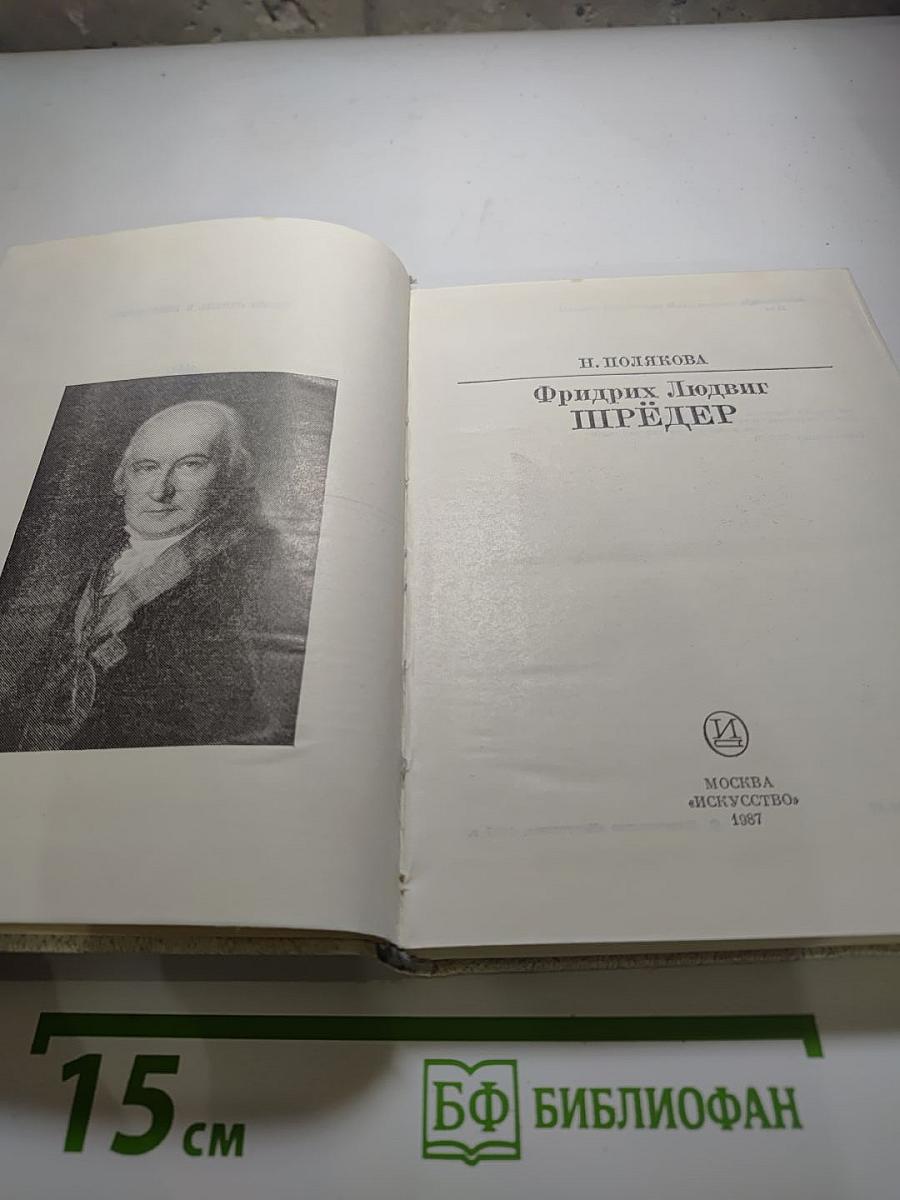 Н. ПОЛЯКОВА
Фридрих Людвиг
ШРЁДЕР
И
МОСКВА
«ИСКУССТВО»
1987
15 см
БФ БИБЛИОФАН